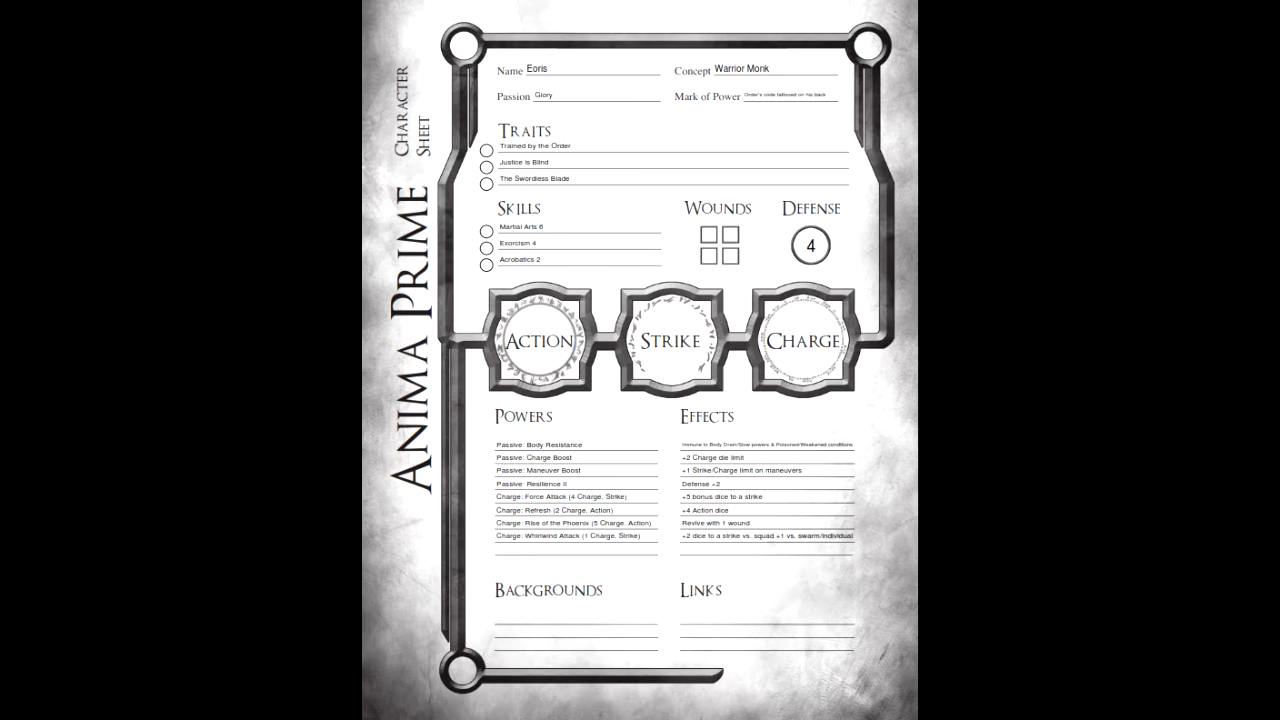 CHARACTER
SHEET
ANIMA PRIME
Name Eoris
Concept Warrior Monk
Passion Glory
Mark of Power Order's code tattooed on his back
TRAITS
Trained by the Order
Justice is Blind
The Swordless Blade
SKILLS
WOUNDS
DEFENSE
Martial Arts 6
Exorcism 4
Acrobatics 2
4
ACTION
STRIKE
CHARGE
POWERS
EFFECTS
Passive: Body Resistance
Immune to Body Drain/Slow powers & Poisoned/Weakened conditions
Passive: Charge Boost
+2 Charge die limit
Passive: Maneuver Boost
+1 Strike/Charge limit on maneuvers
Passive: Resilience II
Defense +2
Charge: Force Attack (4 Charge, Strike)
+5 bonus dice to a strike
Charge: Refresh (2 Charge, Action)
+4 Action dice
Charge: Rise of the Phoenix (5 Charge, Action)
Revive with 1 wound
Charge: Whirlwind Attack (1 Charge, Strike)
+2 dice to a strike vs. squad +1 vs. swarm/individual
BACKGROUNDS
LINKS